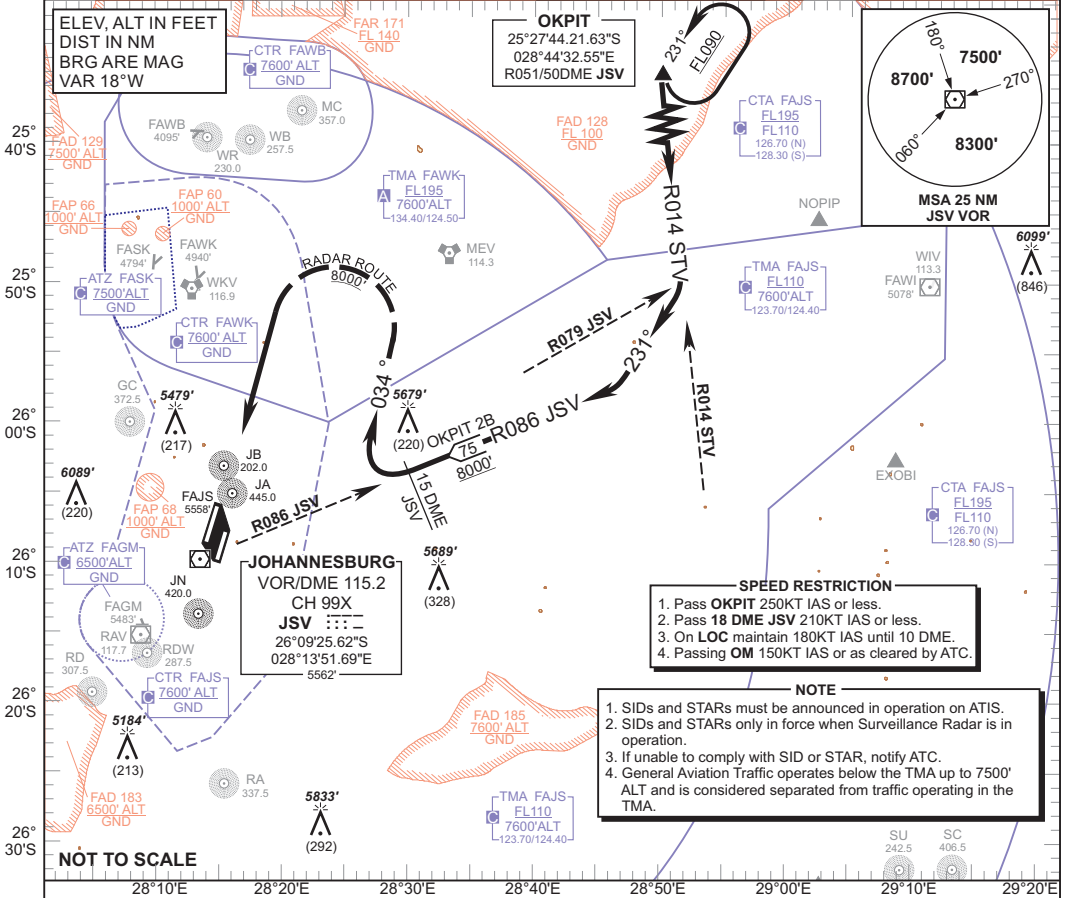 ELEV, ALT IN FEET
DIST IN NM
BRG ARE MAG
VAR 18°W
FAR 171
FL 140
GND
CTR FAWB
C
7600' ALT
GND
OKPIT
25°27'44.21.63"S
028°44'32.55"E
R051/50DME JSV
231°
FL090
180°
7500'
8700'
270°
8300'
060°
MSA 25 NM
JSV VOR
MC
357.0
FAWB
4095'
WB
257.5
WR
230.0
FAD 128
FL 100
GND
CTA FAJS
C
FL195
FL110
126.70 (N)
128.30 (S)
25°
40'S
FAD 129
7500' ALT
GND
TMA FAWK
A
FL195
7600'ALT
134.40/124.50
FAP 60
1000' ALT
GND
FAP 66
1000' ALT
GND
R014 STV
NOPIP
6099'
(846)
FASK
4794'
FAWK
4940'
WKV
116.9
MEV
114.3
RADAR ROUTE
8000'
WIV
113.3
FAWI
5078'
25°
50'S
ATZ FASK
C
7500'ALT
GND
TMA FAJS
C
FL110
7600'ALT
123.70/124.40
CTR FAWK
C
7600' ALT
GND
R079 JSV
231°
R014 STV
034 °
GC
372.5
5479'
(217)
5679'
(220)
26°
00'S
OKPIT 2B
75
8000'
R086 JSV
JB
202.0
JA
445.0
EXOBI
6089'
(220)
FAP 68
1000' ALT
GND
FAJS
5558'
R086 JSV
15 DME
JSV
CTA FAJS
C
FL195
FL110
126.70 (N)
128.30 (S)
26°
10'S
ATZ FAGM
C
6500'ALT
GND
JN
420.0
JOHANNESBURG
VOR/DME 115.2
CH 99X
JSV
26°09'25.62"S
028°13'51.69"E
5562'
5689'
(328)
FAGM
5483'
RAV
117.7
RDW
287.5
RD
307.5
SPEED RESTRICTION
1. Pass OKPIT 250KT IAS or less.
2. Pass 18 DME JSV 210KT IAS or less.
3. On LOC maintain 180KT IAS until 10 DME.
4. Passing OM 150KT IAS or as cleared by ATC.
CTR FAJS
C
7600' ALT
GND
26°
20'S
NOTE
1. SIDs and STARs must be announced in operation on ATIS.
2. SIDs and STARs only in force when Surveillance Radar is in
operation.
3. If unable to comply with SID or STAR, notify ATC.
4. General Aviation Traffic operates below the TMA up to 7500'
ALT and is considered separated from traffic operating in the
TMA.
FAD 185
7600' ALT
GND
5184'
(213)
RA
337.5
FAD 183
6500' ALT
GND
5833'
(292)
TMA FAJS
C
FL110
7600'ALT
123.70/124.40
26°
30'S
SU
242.5
SC
406.5
NOT TO SCALE
28°10'E
28°20'E
28°30'E
28°40'E
28°50'E
29°00'E
29°10'E
29°20'E